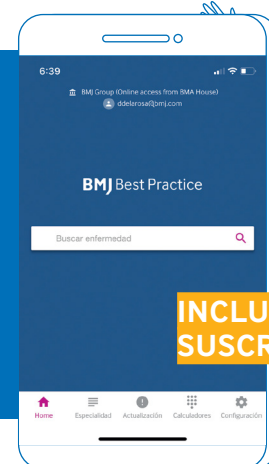 6:39
BMJ Group (Online access from BMA House)
ddelarosa@bmj.com
BMJ Best Practice
Buscar enfermedad
INCLU
SUSCR
Home Especialidad Actualización Calculadores Configuración